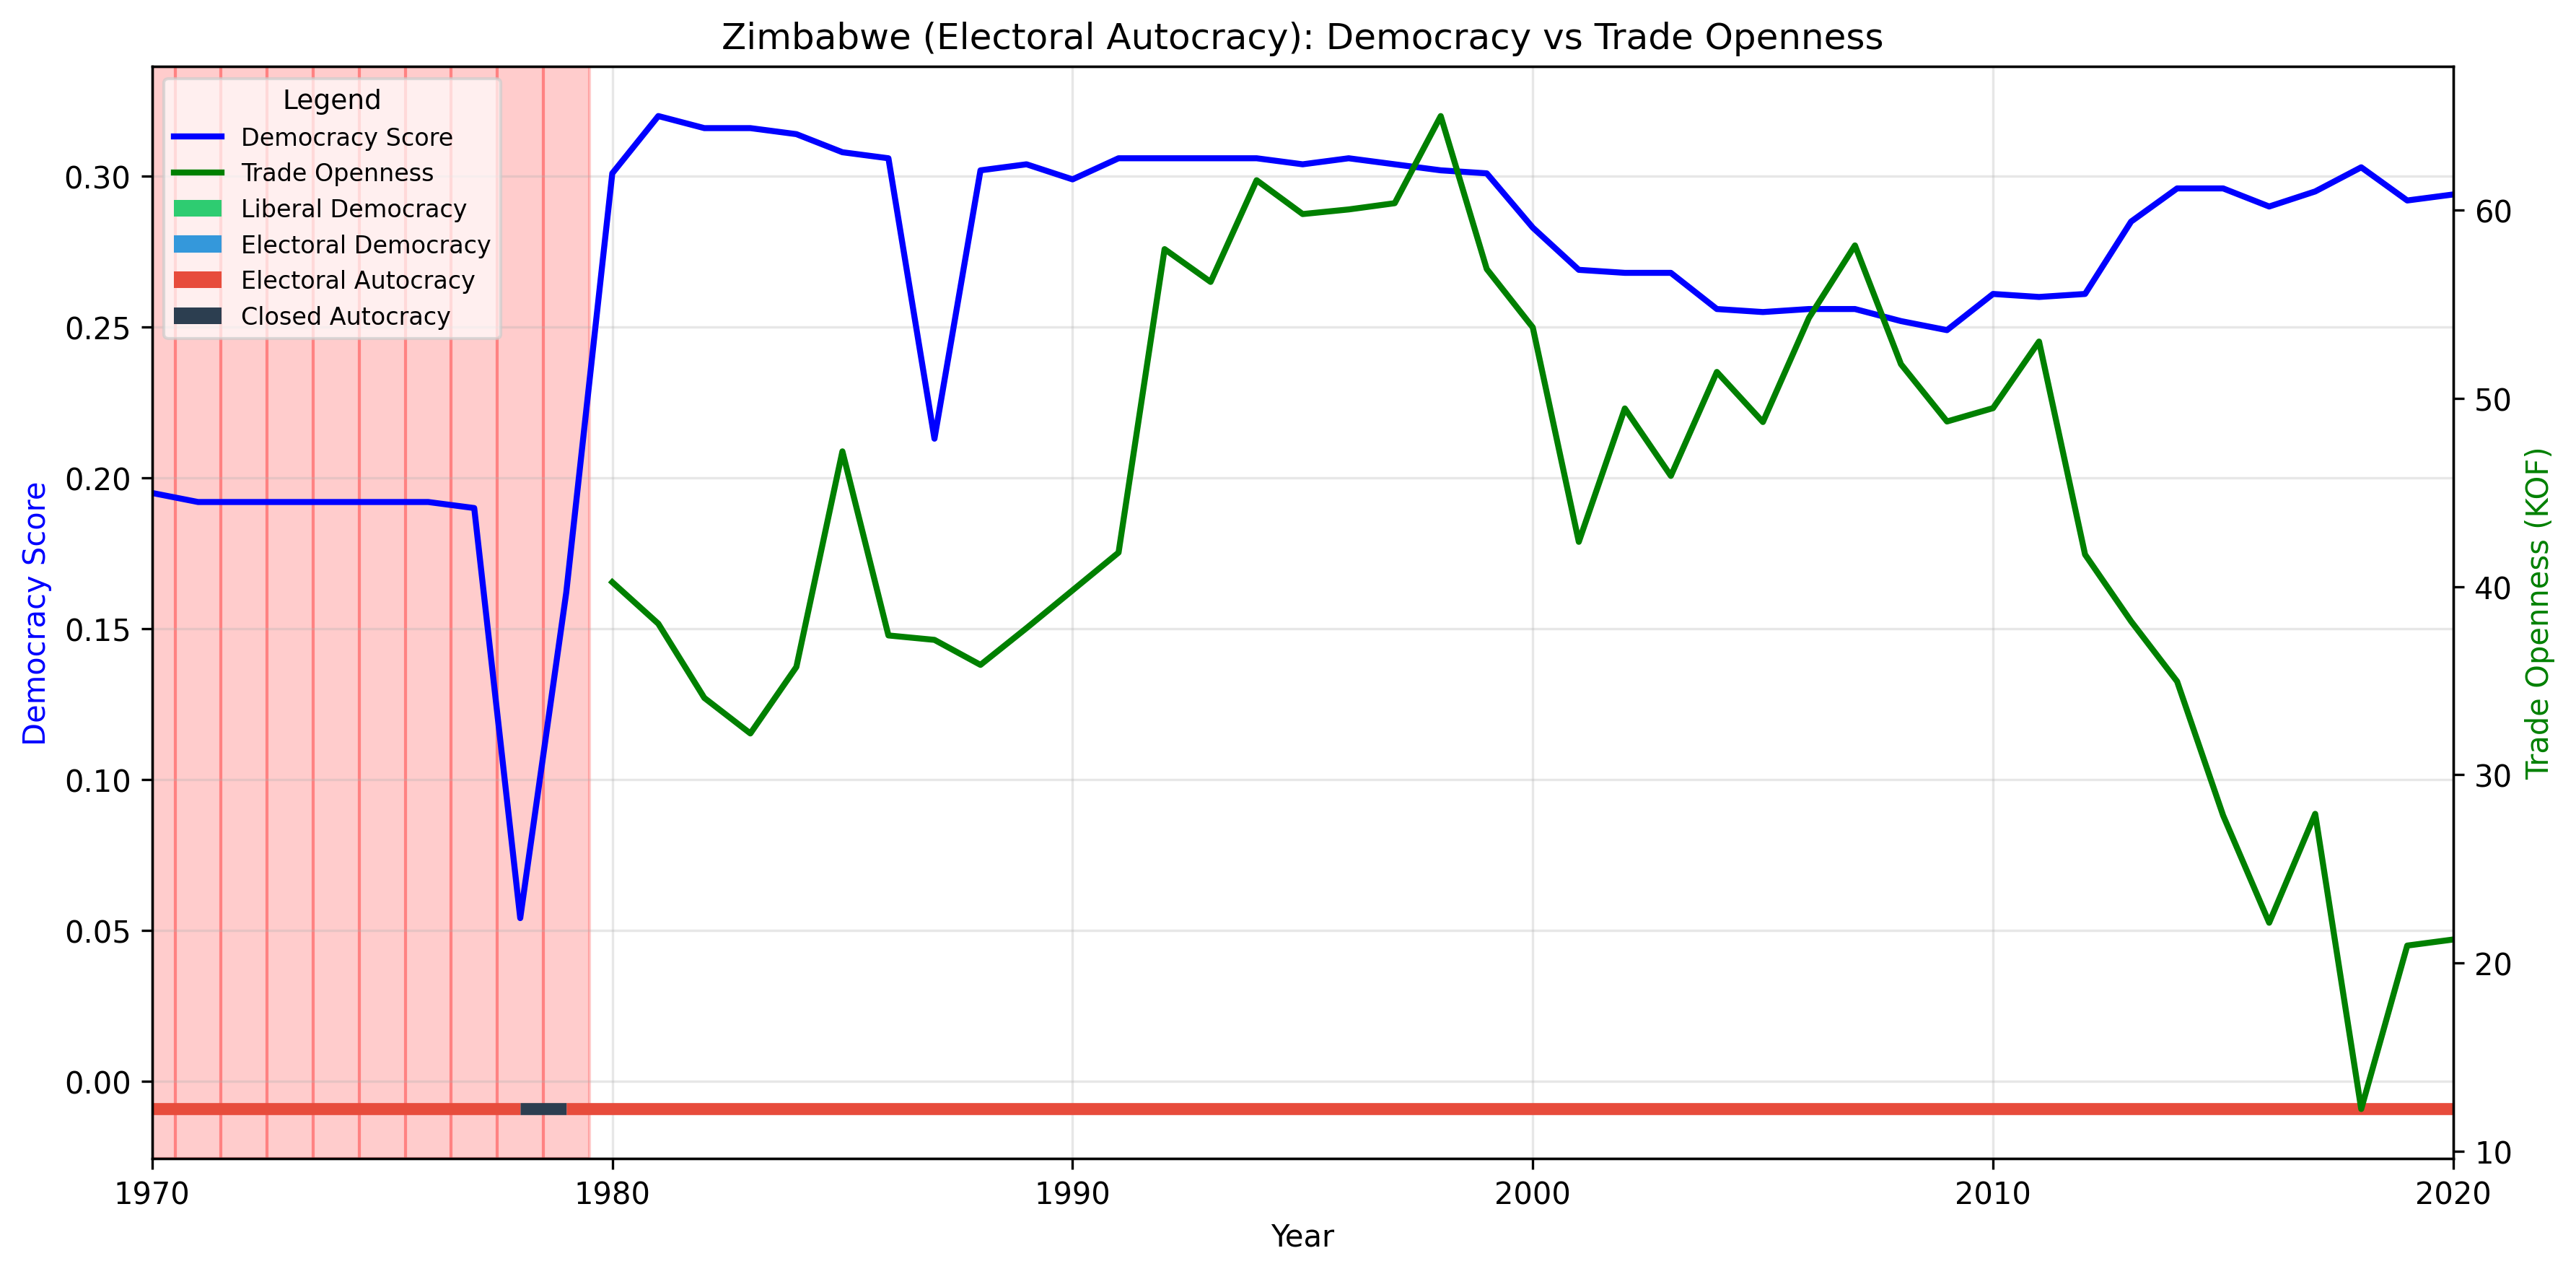 Zimbabwe (Electoral Autocracy): Democracy vs Trade Openness
Legend
Democracy Score
Trade Openness
Liberal Democracy
Electoral Democracy
Electoral Autocracy
Closed Autocracy
Democracy Score
0.30
0.25
0.20
0.15
0.10
0.05
0.00
60
50
40
30
20
10
Trade Openness (KOF)
1970
1980
1990
2000
2010
2020
Year